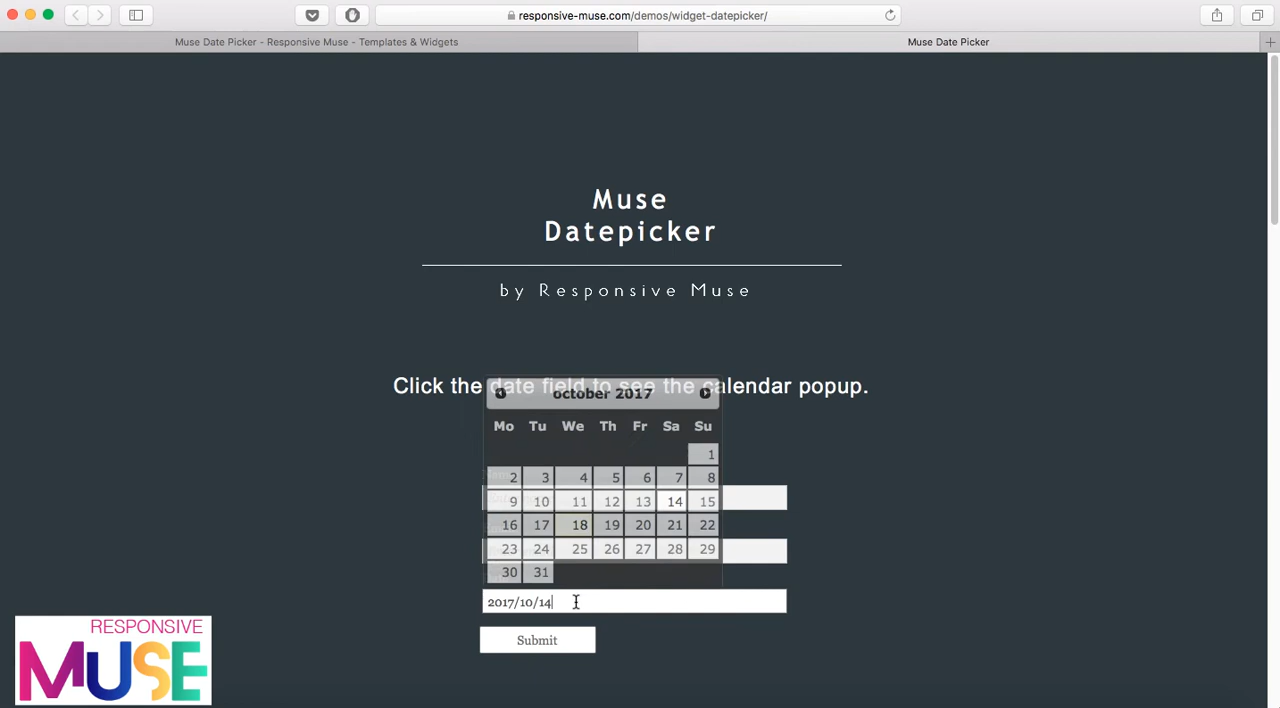 responsive-muse.com/demos/widget-datepicker/
Muse Date Picker - Responsive Muse - Templates & Widgets
Muse Date Picker
Muse
Datepicker
by Responsive Muse
Click the date field to see the calendar popup.
october 2017
Mo Tu We Th Fr Sa Su
1
2 3 4 5 6 7 8
9 10 11 12 13 14 15
16 17 18 19 20 21 22
23 24 25 26 27 28 29
30 31
2017/10/14
Submit
RESPONSIVE
MUSE